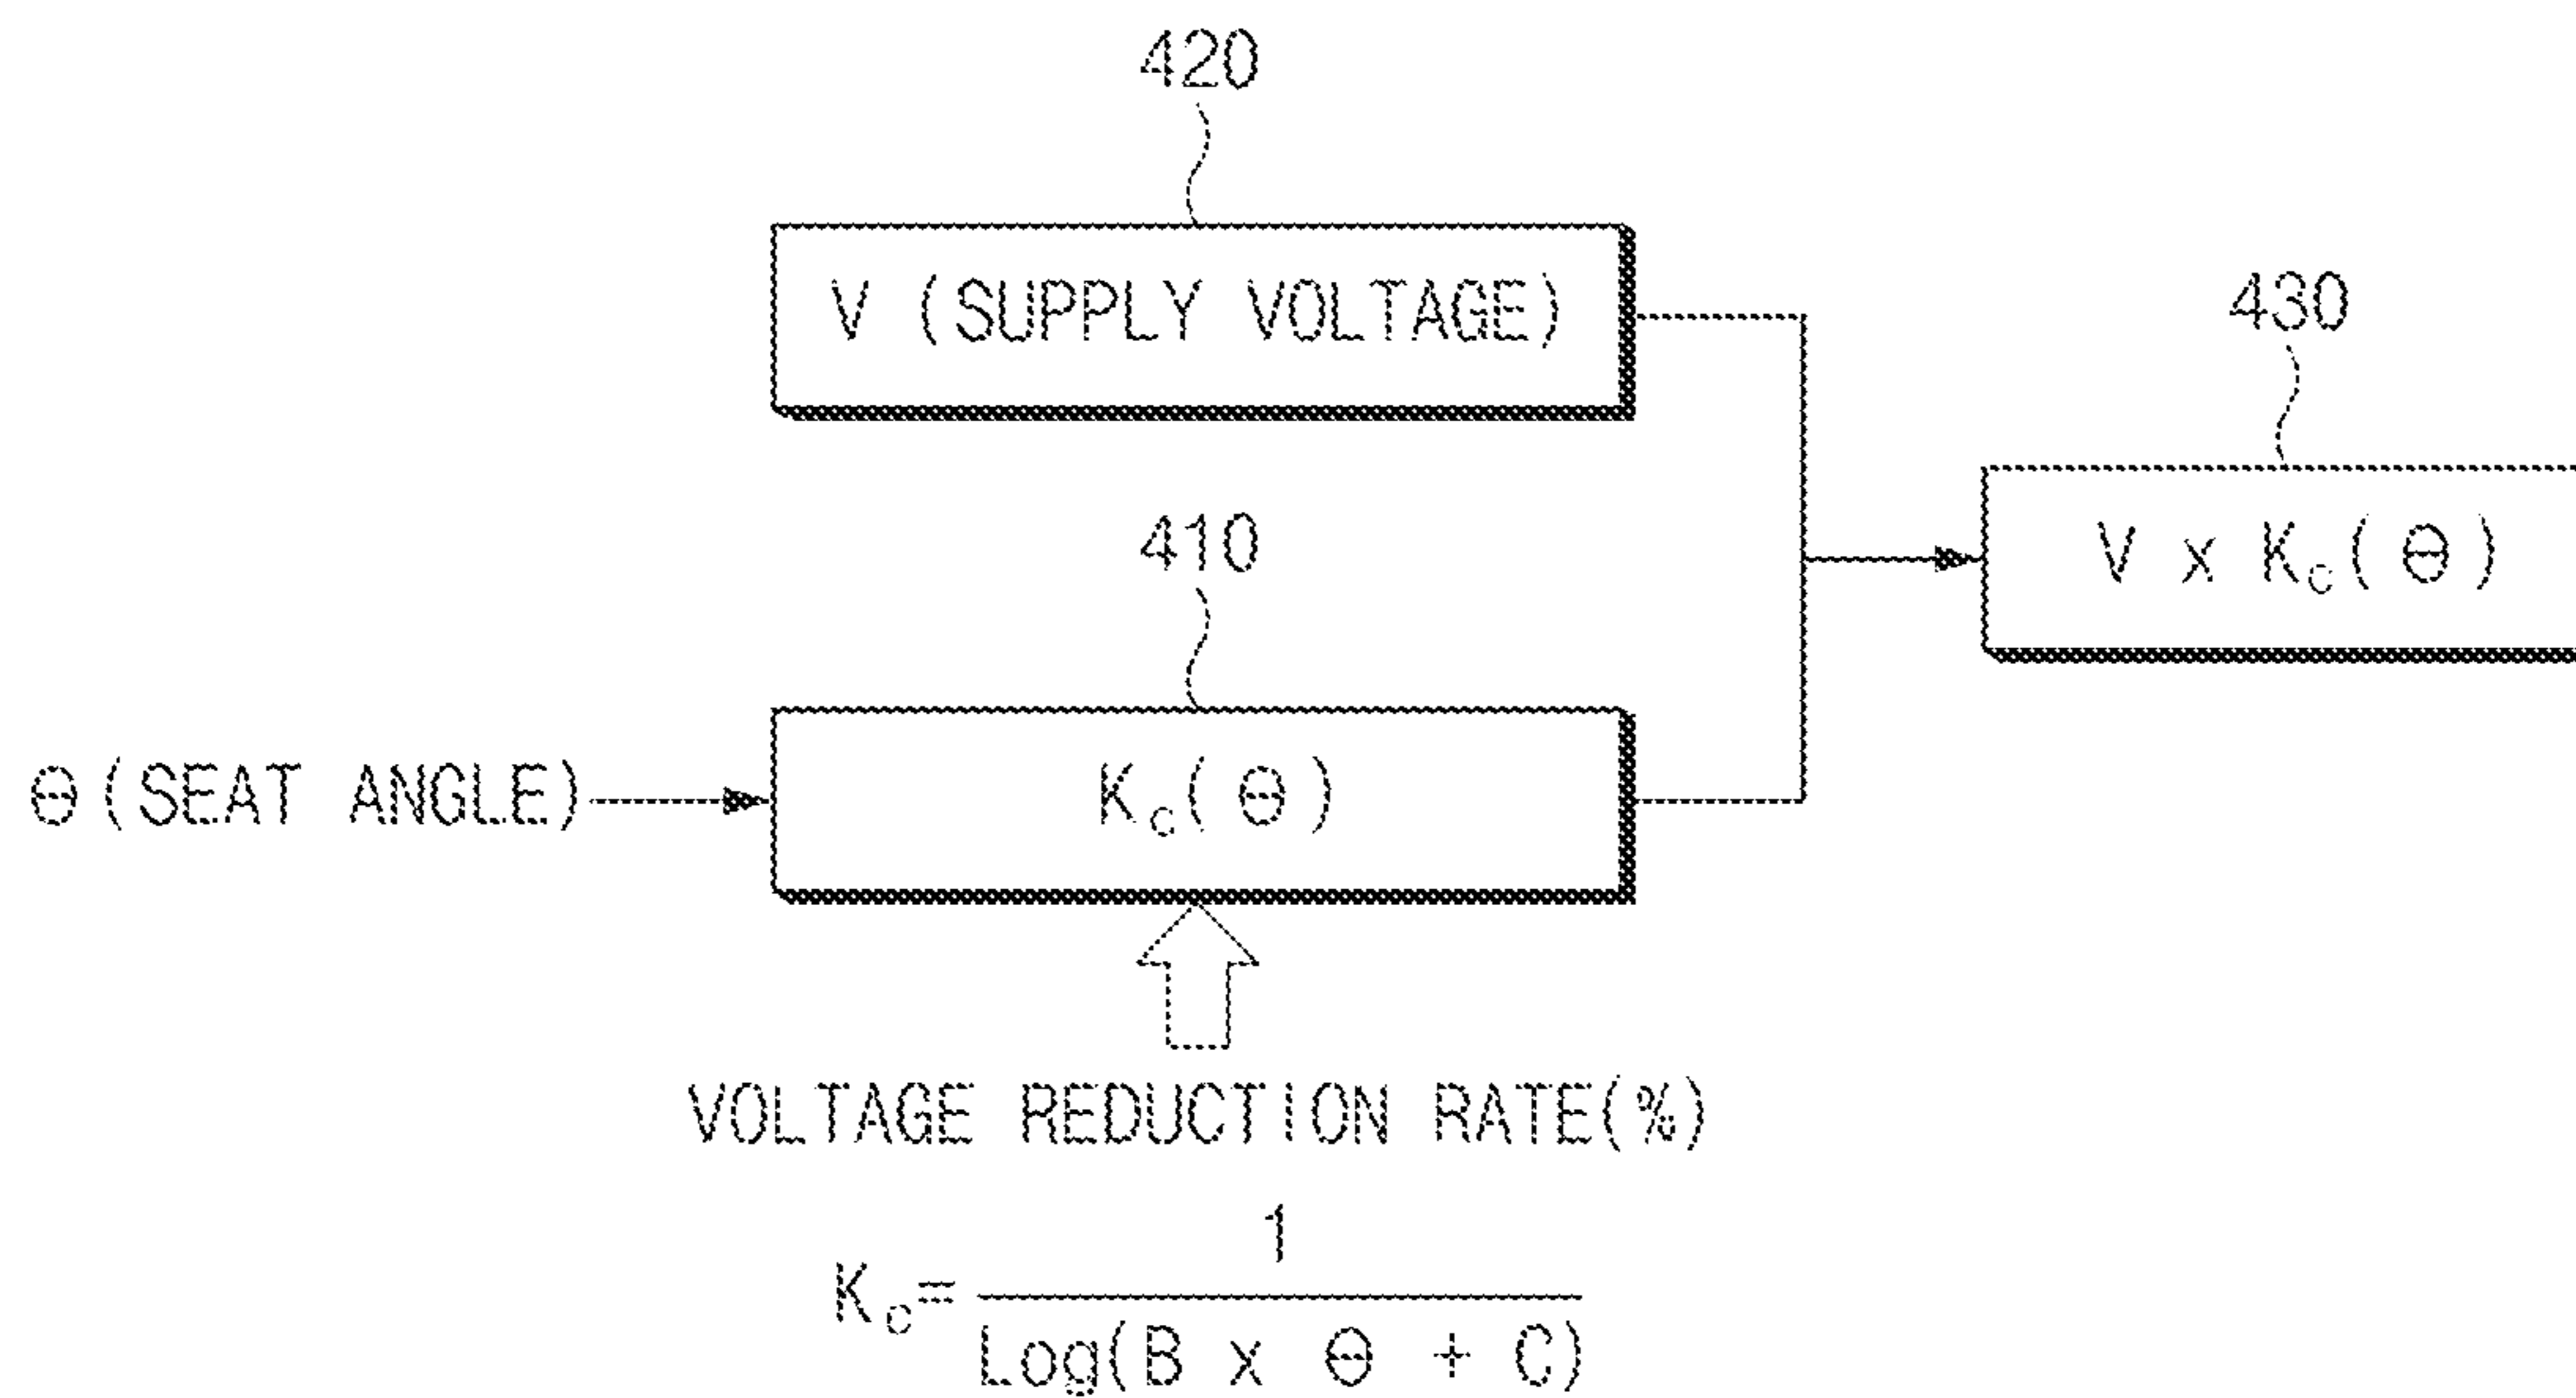 420
V (SUPPLY VOLTAGE)
430
410
V x Kc(Θ)
Θ(SEAT ANGLE)
Kc(Θ)
VOLTAGE REDUCTION RATE(%)
Kc= 1
Log(B x Θ + C)